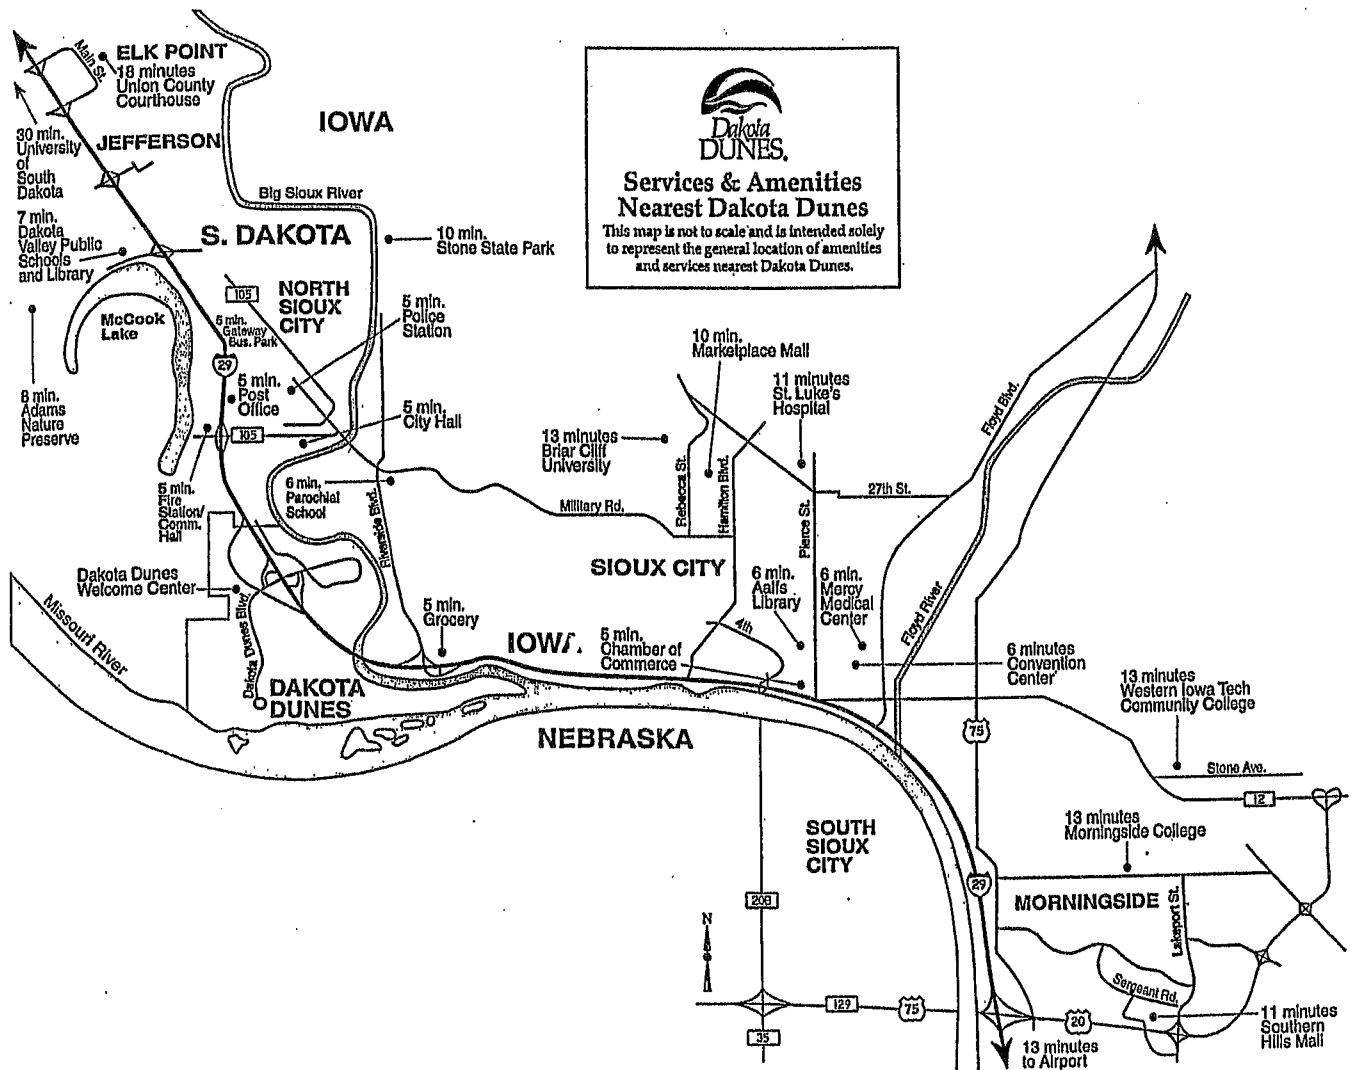 ELK POINT
Main St.
18 minutes
Union County
Courthouse
IOWA
30 min.
University
of
South
Dakota
JEFFERSON
Big Sioux River
7 min.
Dakota
Valley Public
Schools
and Library
S. DAKOTA
10 min.
Stone State Park
Dakota
DUNES.
Services & Amenities
Nearest Dakota Dunes
This map is not to scale and is intended solely
to represent the general location of amenities
and services nearest Dakota Dunes.
105
NORTH
SIOUX
CITY
5 min.
Police
Station
McCook
Lake
5 min.
Gateway
Bus. Park
29
5 min.
Post
Office
8 min.
Adams
Nature
Preserve
105
5 min.
City Hall
10 min.
Marketplace Mall
11 minutes
St. Luke's
Hospital
13 minutes
Briar Cliff
University
Floyd Blvd.
5 min.
Fire
Station/
Comm.
Hall
6 min.
Parochial
School
Riverside Blvd.
Military Rd.
Rebecca St.
Hamilton Blvd.
Pierce St.
27th St.
SIOUX CITY
Dakota Dunes
Welcome Center
Missouri River
Dakota Dunes Blvd.
5 min.
Grocery
IOWA
4th
6 min.
Aalfs
Library
6 min.
Mercy
Medical
Center
Floyd River
5 min.
Chamber of
Commerce
6 minutes
Convention
Center
DAKOTA
DUNES
NEBRASKA
13 minutes
Western Iowa Tech
Community College
75
Stone Ave.
12
SOUTH
SIOUX
CITY
13 minutes
Morningside College
29
MORNINGSIDE
Lakeport St.
N
Sergeant Rd.
129
75
20
35
11 minutes
Southern
Hills Mall
13 minutes
to Airport